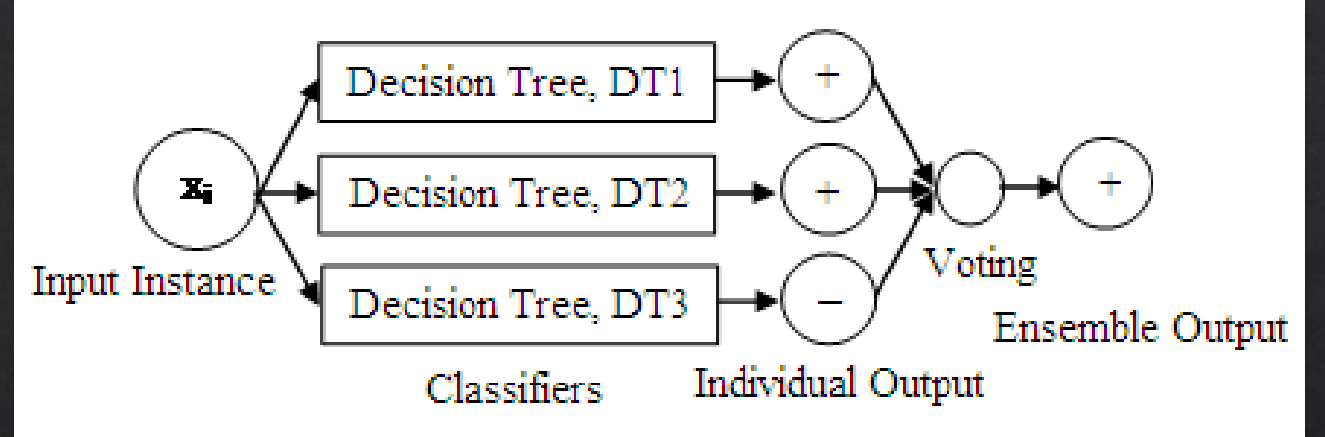 Decision Tree, DT1
+
xi
Decision Tree, DT2
+
+
Input Instance
Decision Tree, DT3
−
Voting
Ensemble Output
Classifiers
Individual Output